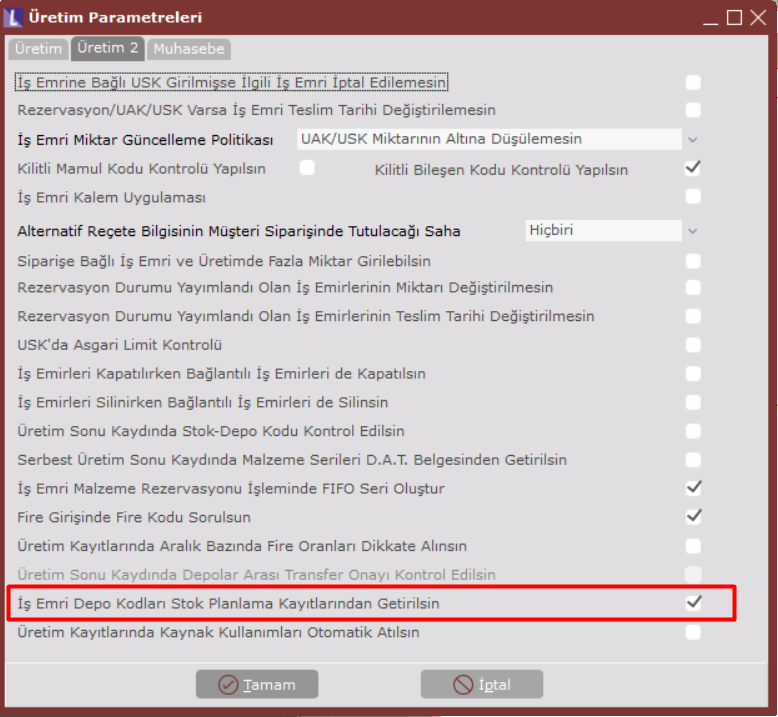 Üretim Parametreleri
Üretim Üretim 2 Muhasebe
İş Emrine Bağlı USK Girilmişse İlgili İş Emri İptal Edilemesin
Rezervasyon/UAK/USK Varsa İş Emri Teslim Tarihi Değiştirilemesin
İş Emri Miktar Güncelleme Politikası UAK/USK Miktarının Altına Düşülemesin
Kilitli Mamul Kodu Kontrolü Yapılsın Kilitli Bileşen Kodu Kontrolü Yapılsın
İş Emri Kalem Uygulaması
Alternatif Reçete Bilgisinin Müşteri Siparişinde Tutulacağı Saha Hiçbiri
Siparişe Bağlı İş Emri ve Üretimde Fazla Miktar Girilebilsin
Rezervasyon Durumu Yayımlandı Olan İş Emirlerinin Miktarı Değiştirilmesin
Rezervasyon Durumu Yayımlandı Olan İş Emirlerinin Teslim Tarihi Değiştirilmesin
USK'da Asgari Limit Kontrolü
İş Emirleri Kapatılırken Bağlantılı İş Emirleri de Kapatılsın
İş Emirleri Silinirken Bağlantılı İş Emirleri de Silinsin
Üretim Sonu Kaydında Stok-Depo Kodu Kontrol Edilsin
Serbest Üretim Sonu Kaydında Malzeme Serileri D.A.T. Belgesinden Getirilsin
İş Emri Malzeme Rezervasyonu İşleminde FIFO Seri Oluştur
Fire Girişinde Fire Kodu Sorulsun
Üretim Kayıtlarında Aralık Bazında Fire Oranları Dikkate Alınsın
Üretim Sonu Kaydında Depolar Arası Transfer Onayı Kontrol Edilsin
İş Emri Depo Kodları Stok Planlama Kayıtlarından Getirilsin
Üretim Kayıtlarında Kaynak Kullanımları Otomatik Atılsın
Tamam İptal